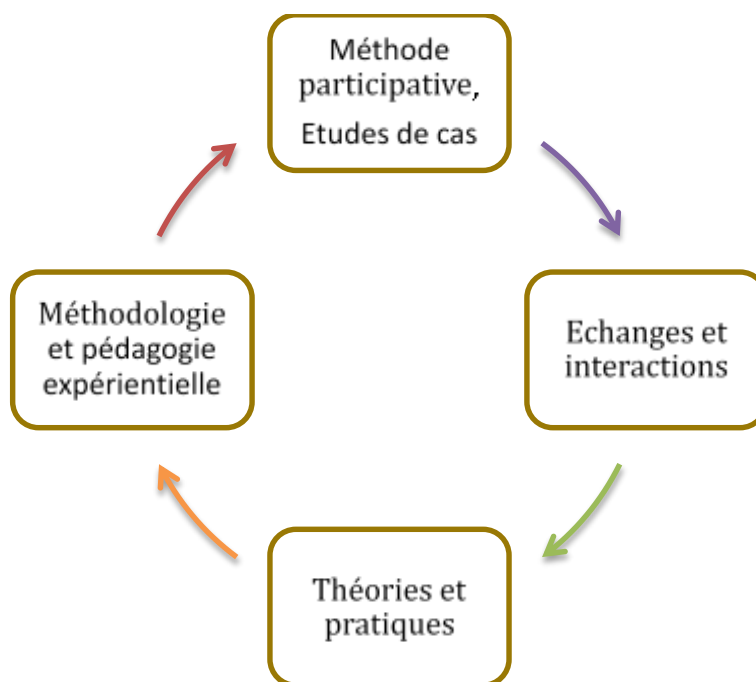 Méthode
participative,
Etudes de cas
Echanges et
interactions
Théories et
pratiques
Méthodologie
et pédagogie
expérientielle